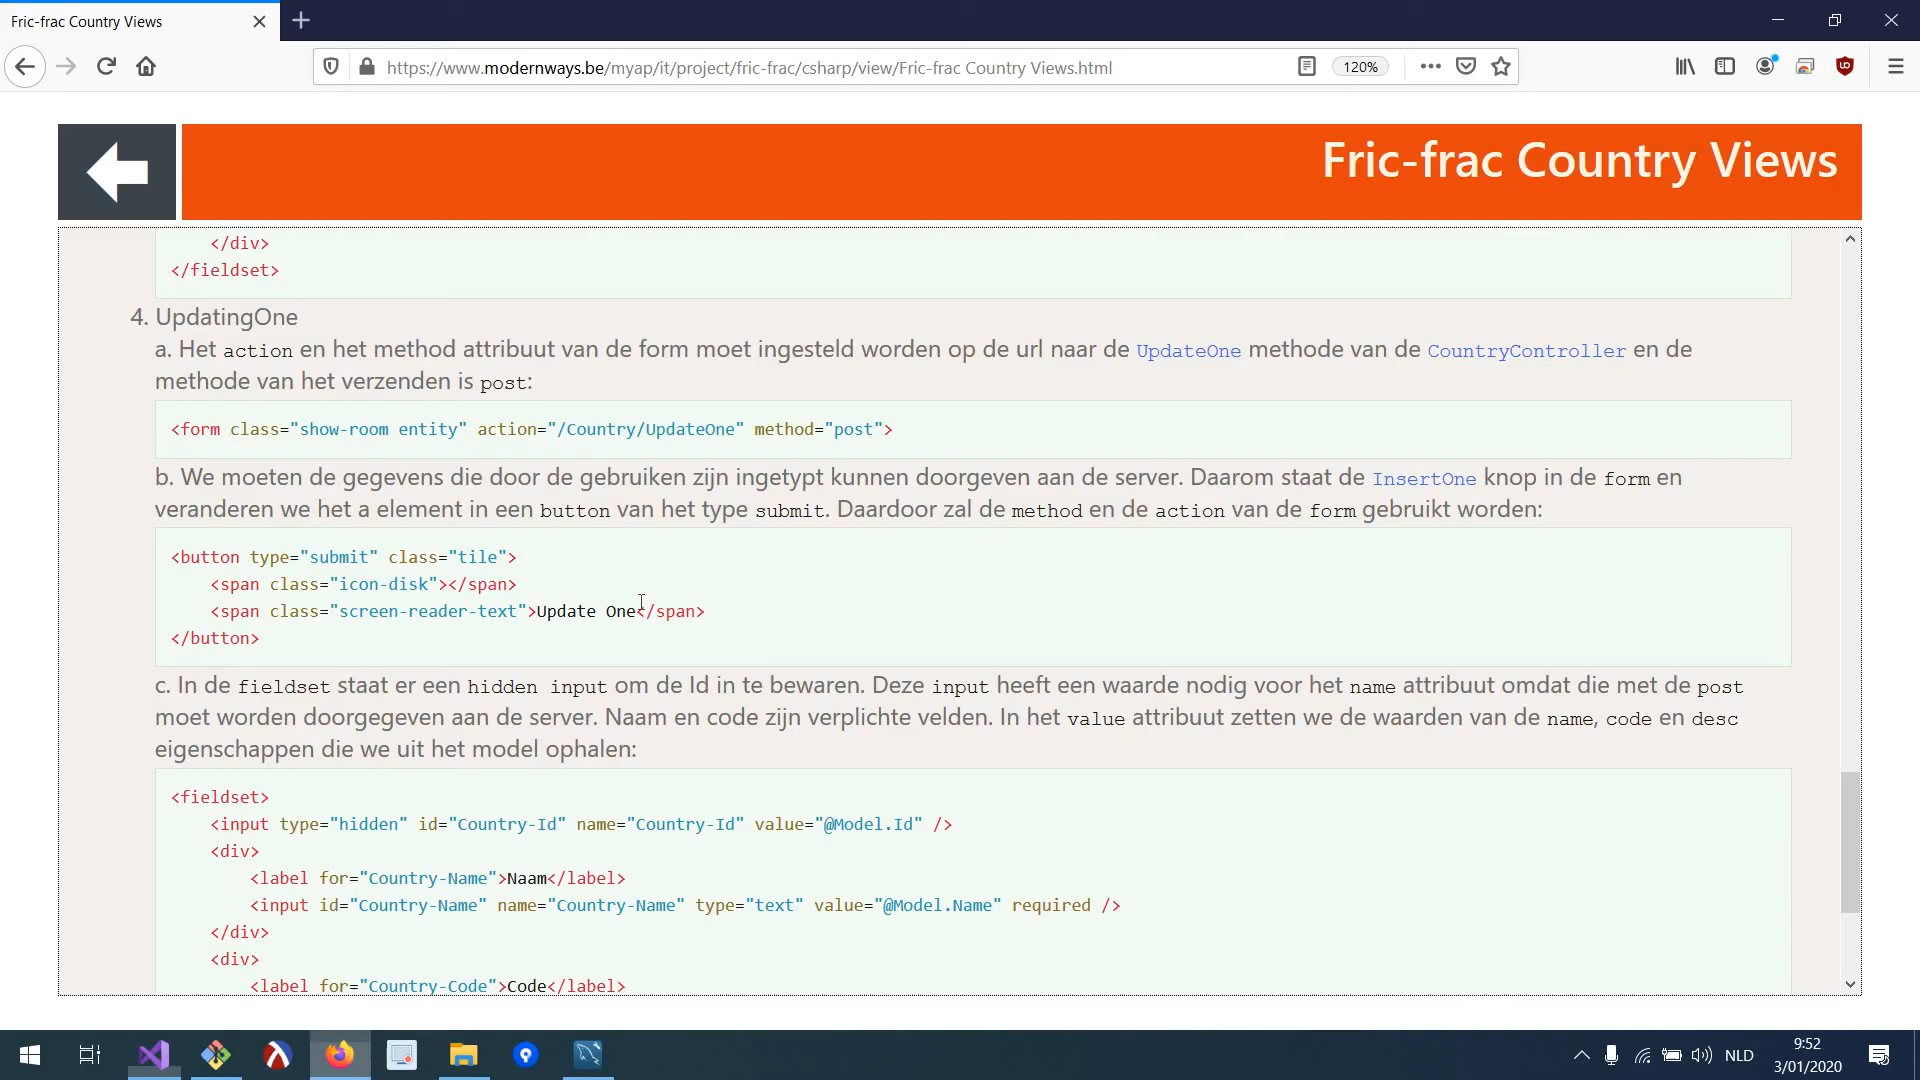 Fric-frac Country Views
https://www.modernways.be/myap/it/project/fric-frac/csharp/view/Fric-frac Country Views.html
120%
Fric-frac Country Views
</div>
</fieldset>
4. UpdatingOne
a. Het action en het method attribuut van de form moet ingesteld worden op de url naar de UpdateOne methode van de CountryController en de
methode van het verzenden is post:
<form class="show-room entity" action="/Country/UpdateOne" method="post">
b. We moeten de gegevens die door de gebruiken zijn ingetypt kunnen doorgeven aan de server. Daarom staat de InsertOne knop in de form en
veranderen we het a element in een button van het type submit. Daardoor zal de method en de action van de form gebruikt worden:
<button type="submit" class="tile">
<span class="icon-disk"></span>
<span class="screen-reader-text">Update One</span>
</button>
c. In de fieldset staat er een hidden input om de Id in te bewaren. Deze input heeft een waarde nodig voor het name attribuut omdat die met de post
moet worden doorgegeven aan de server. Naam en code zijn verplichte velden. In het value attribuut zetten we de waarden van de name, code en desc
eigenschappen die we uit het model ophalen:
<fieldset>
<input type="hidden" id="Country-Id" name="Country-Id" value="@Model.Id" />
<div>
<label for="Country-Name">Naam</label>
<input id="Country-Name" name="Country-Name" type="text" value="@Model.Name" required />
</div>
<div>
<label for="Country-Code">Code</label>
NLD
9:52
3/01/2020